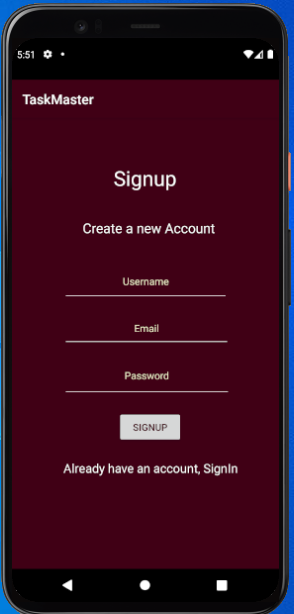 5:51
TaskMaster
Signup
Create a new Account
Username
Email
Password
SIGNUP
Already have an account, SignIn